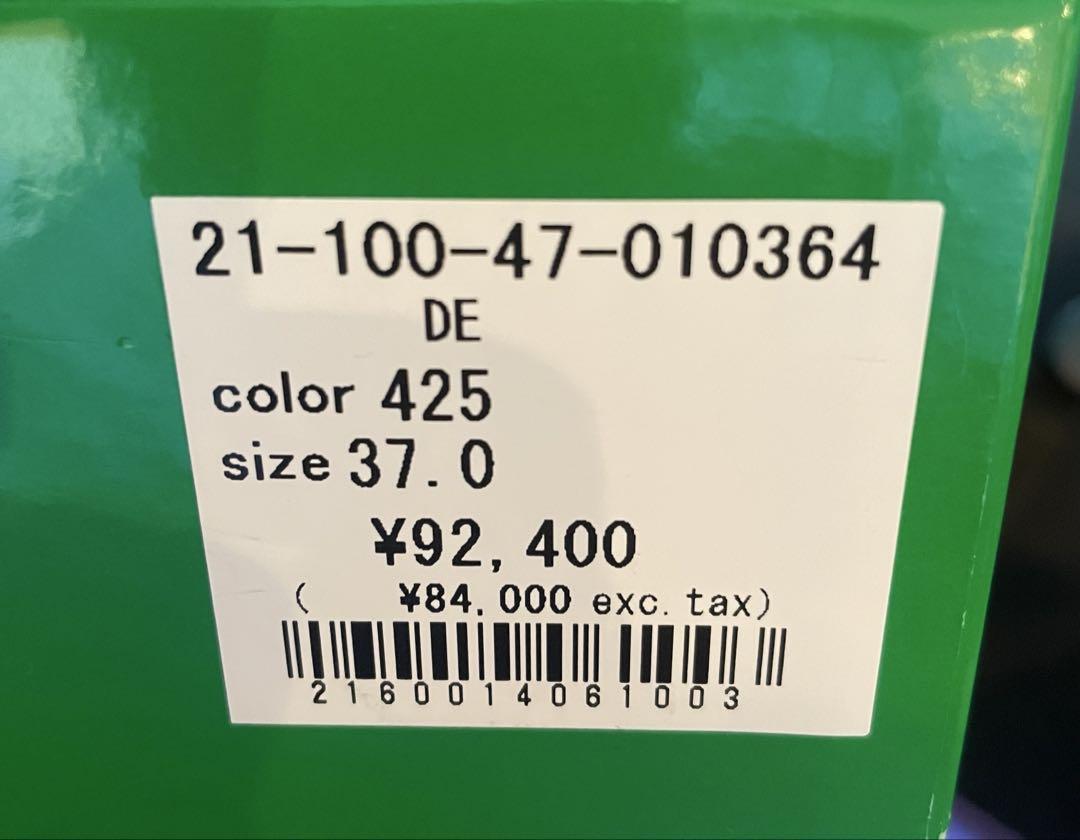 21-100-47-010364
DE
color 425
size 37.0
¥92,400
( ¥84,000 exc. tax)
2160014061003